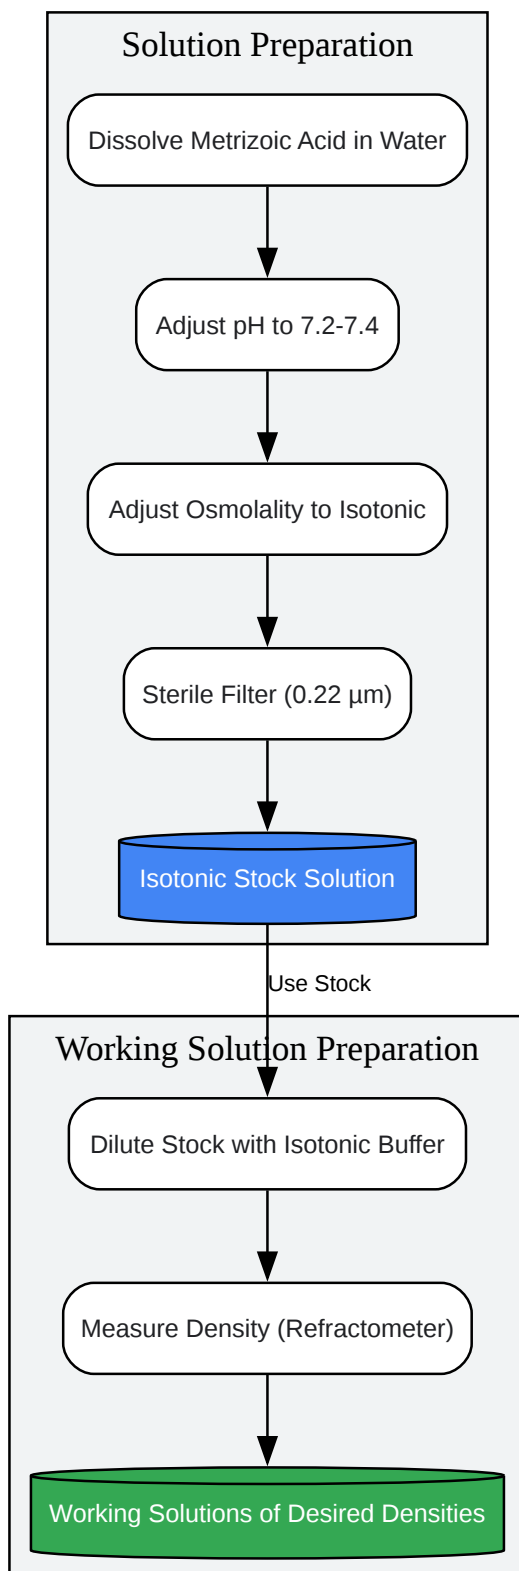 Solution Preparation
Dissolve Metrizoic Acid in Water
Adjust pH to 7.2-7.4
Adjust Osmolality to Isotonic
Sterile Filter (0.22 µm)
Isotonic Stock Solution
Use Stock
Working Solution Preparation
Dilute Stock with Isotonic Buffer
Measure Density (Refractometer)
Working Solutions of Desired Densities